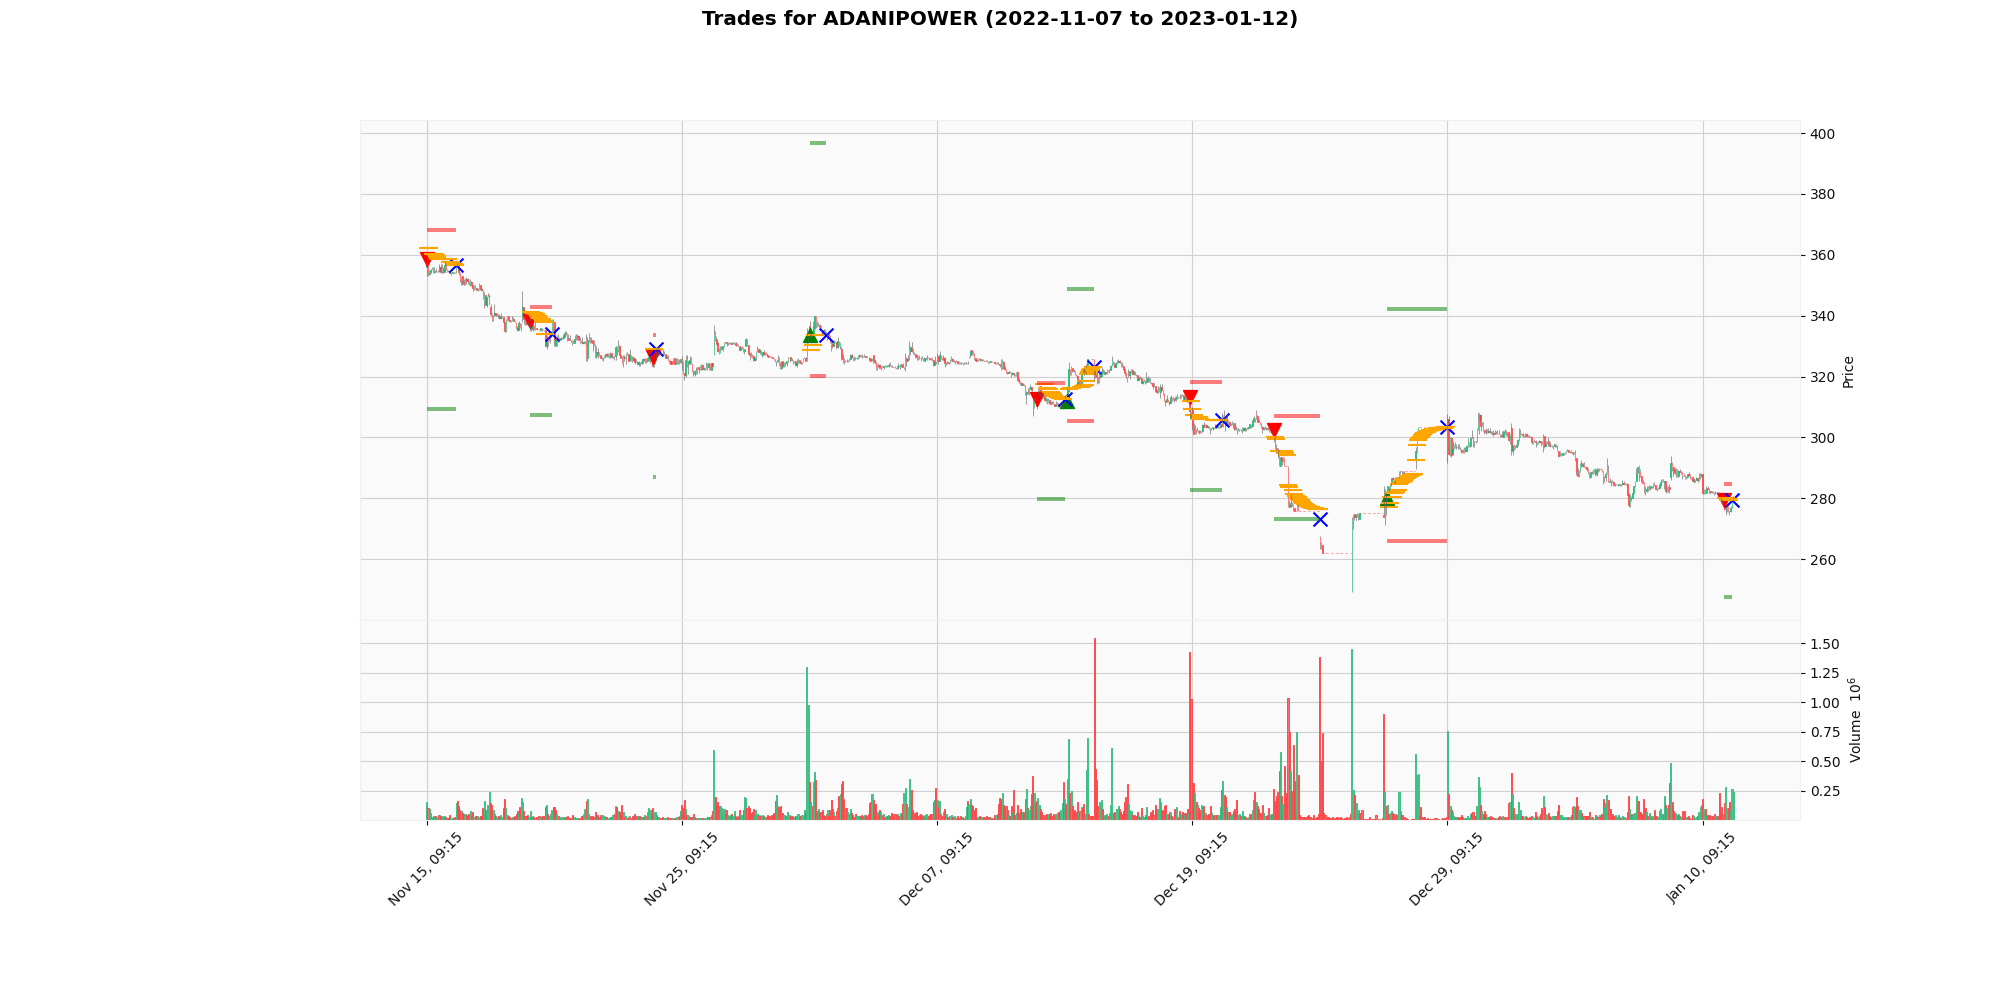 Trades for ADANIPOWER (2022-11-07 to 2023-01-12)
400
380
360
340
320
300
280
260
Price
1.50
1.25
1.00
0.75
0.50
0.25
Volume 10^6
Nov 15, 09:15
Nov 25, 09:15
Dec 07, 09:15
Dec 19, 09:15
Dec 29, 09:15
Jan 10, 09:15